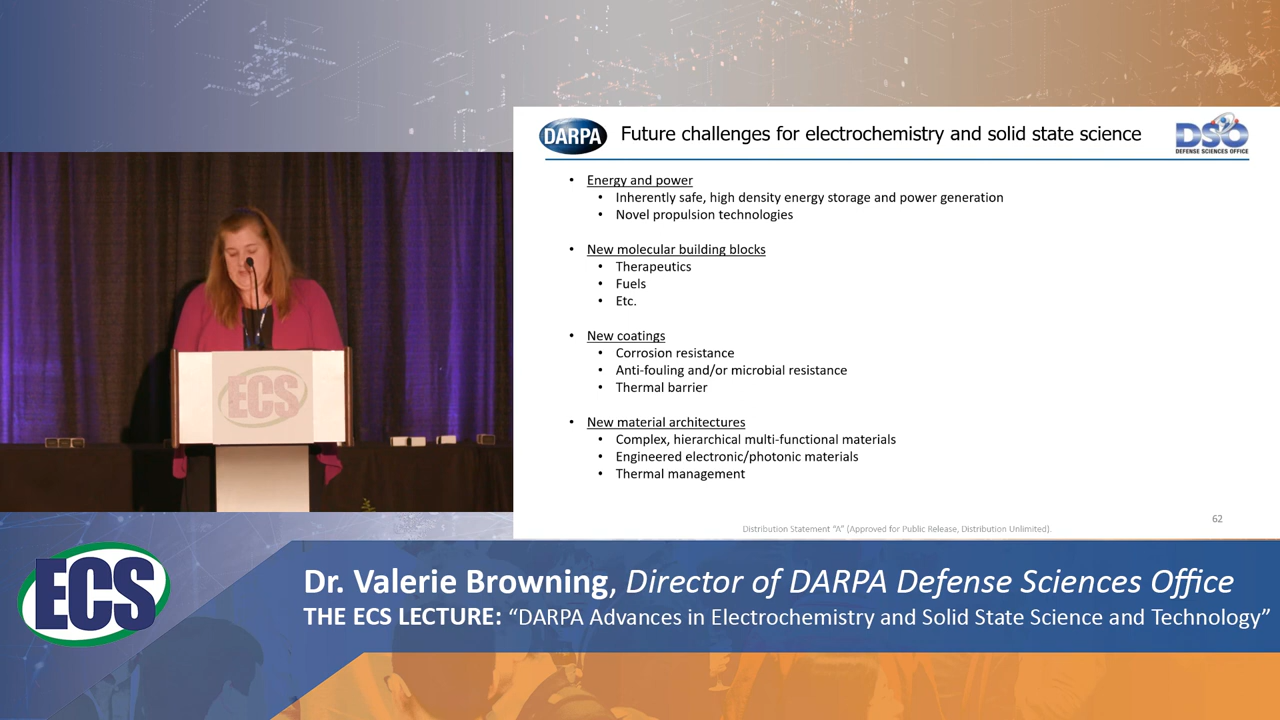 DARPA
Future challenges for electrochemistry and solid state science
DSO
DEFENSE SCIENCES OFFICE
• Energy and power
• Inherently safe, high density energy storage and power generation
• Novel propulsion technologies
• New molecular building blocks
• Therapeutics
• Fuels
• Etc.
• New coatings
• Corrosion resistance
• Anti-fouling and/or microbial resistance
• Thermal barrier
• New material architectures
• Complex, hierarchical multi-functional materials
• Engineered electronic/photonic materials
• Thermal management
62
Distribution Statement “A” (Approved for Public Release, Distribution Unlimited).
ECS
ECS
Dr. Valerie Browning, Director of DARPA Defense Sciences Office
THE ECS LECTURE: “DARPA Advances in Electrochemistry and Solid State Science and Technology”